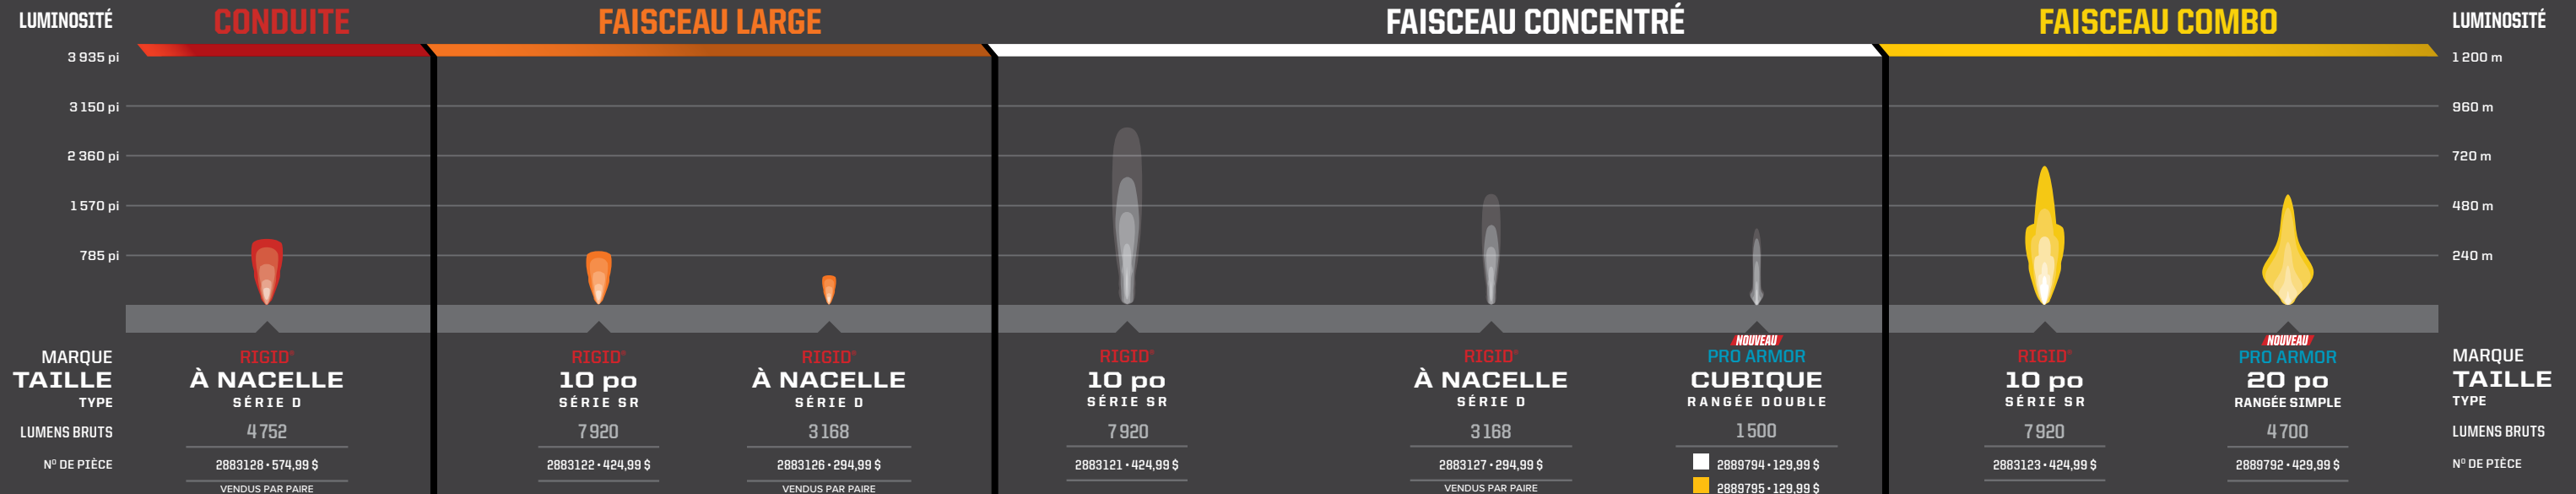 LUMINOSITÉ CONDUITE FAISCEAU LARGE FAISCEAU CONCENTRÉ FAISCEAU COMBO LUMINOSITÉ
3 935 pi 1 200 m
3 150 pi 960 m
2 360 pi 720 m
1 570 pi 480 m
785 pi 240 m
NOUVEAU NOUVEAU
MARQUE RIGID® RIGID® RIGID® RIGID® RIGID® PRO ARMOR RIGID® PRO ARMOR MARQUE
TAILLE À NACELLE 10 po À NACELLE 10 po À NACELLE CUBIQUE 10 po 20 po TAILLE
TYPE SÉRIE D SÉRIE SR SÉRIE D SÉRIE SR SÉRIE D RANGÉE DOUBLE SÉRIE SR RANGÉE SIMPLE TYPE
LUMENS BRUTS 4 752 7 920 3 168 7 920 3 168 1 500 7 920 4 700 LUMENS BRUTS
Nº DE PIÈCE 2883128 • 574,99 $ 2883122 • 424,99 $ 2883126 • 294,99 $ 2883121 • 424,99 $ 2883127 • 294,99 $ 2889794 • 129,99 $ 2883123 • 424,99 $ 2889792 • 429,99 $ Nº DE PIÈCE
VENDUS PAR PAIRE VENDUS PAR PAIRE VENDUS PAR PAIRE 2889795 • 129,99 $